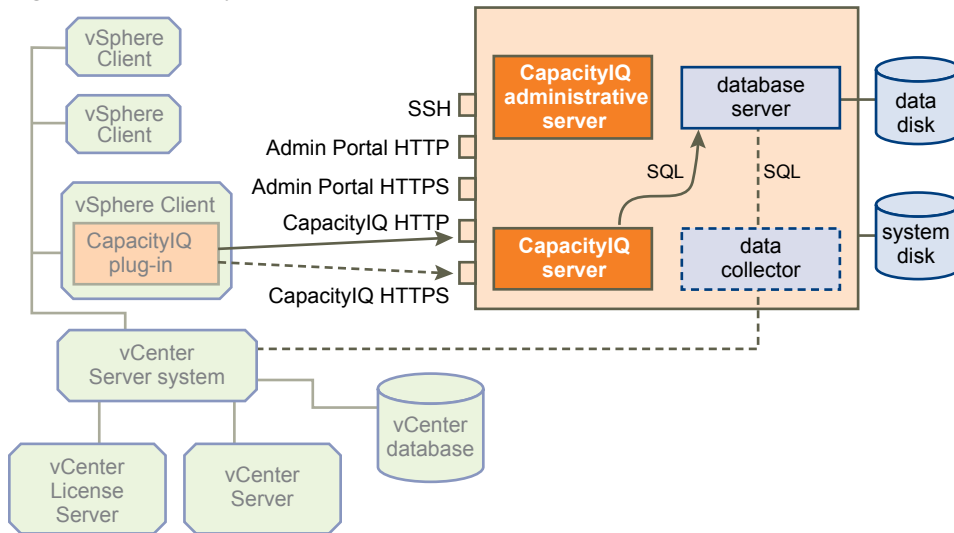 vSphere
Client
vSphere
Client
vSphere Client
CapacityIQ
plug-in
vCenter
Server system
vCenter
License
Server
vCenter
Server
vCenter
database
SSH
Admin Portal HTTP
Admin Portal HTTPS
CapacityIQ HTTP
CapacityIQ HTTPS
CapacityIQ
administrative
server
CapacityIQ
server
SQL
SQL
database
server
data
collector
data
disk
system
disk